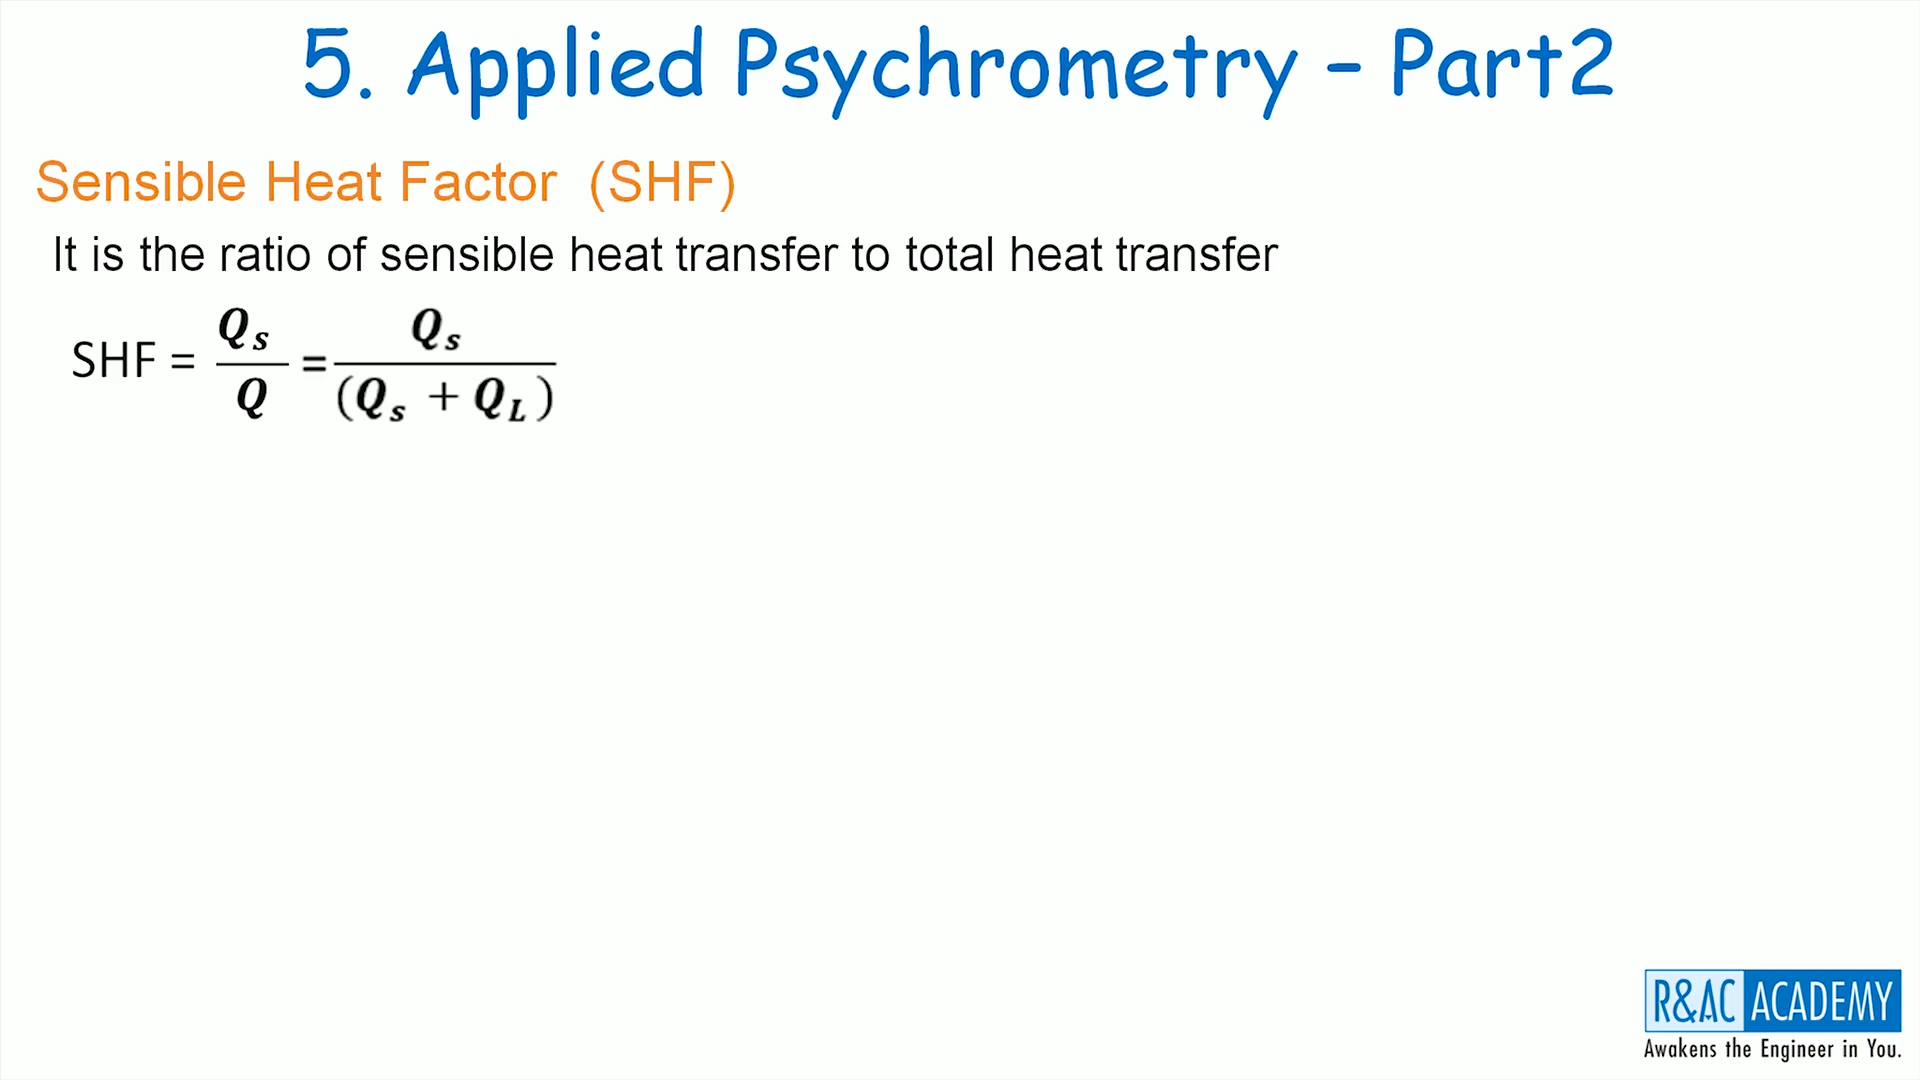 5. Applied Psychrometry – Part2
Sensible Heat Factor (SHF)
It is the ratio of sensible heat transfer to total heat transfer
SHF = Qs/Q = Qs/(Qs + QL)
R&AC ACADEMY
Awakens the Engineer in You.